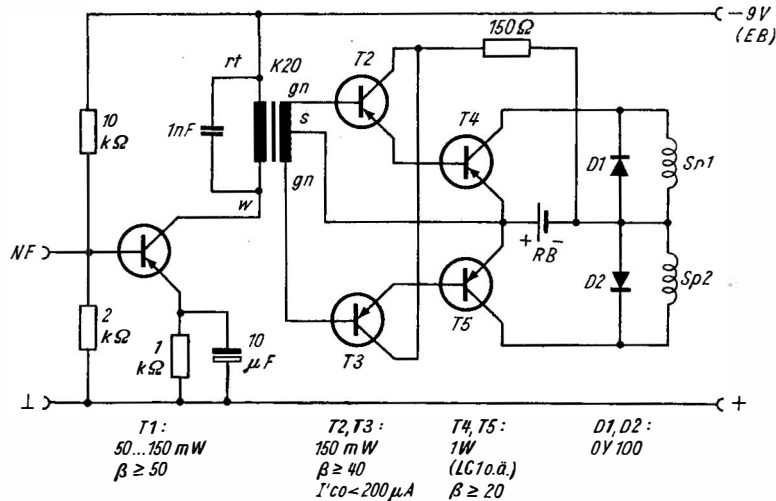 −9V
(EB)
150Ω
rt
K20
T2
gn
T4
10
kΩ
1nF
s
D1
Sr1
gn
w
NF
+ RB −
D2
Sp2
2
kΩ
1
kΩ
10
μF
T3
T5
⊥
+
T1:
50...150 mW
β ≥ 50
T2, T3:
150 mW
β ≥ 40
I'co < 200 μA
T4, T5:
1W
(LC1 o.ä.)
β ≥ 20
D1, D2:
OY 100